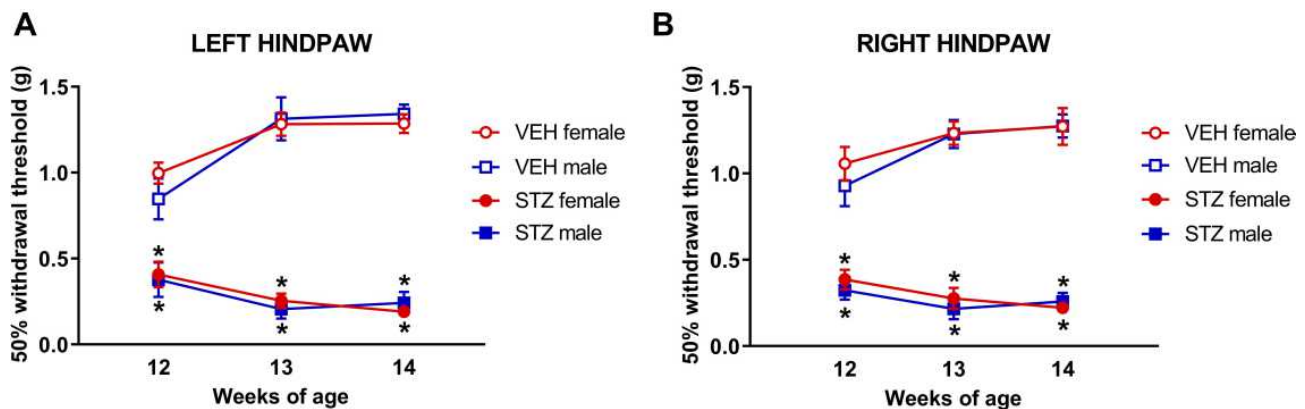 A
LEFT HINDPAW
50% withdrawal threshold (g)
1.5
1.0
0.5
0.0
*
*
*
*
*
*
12
13
14
Weeks of age
VEH female
VEH male
STZ female
STZ male
B
RIGHT HINDPAW
50% withdrawal threshold (g)
1.5
1.0
0.5
0.0
*
*
*
*
*
*
12
13
14
Weeks of age
VEH female
VEH male
STZ female
STZ male